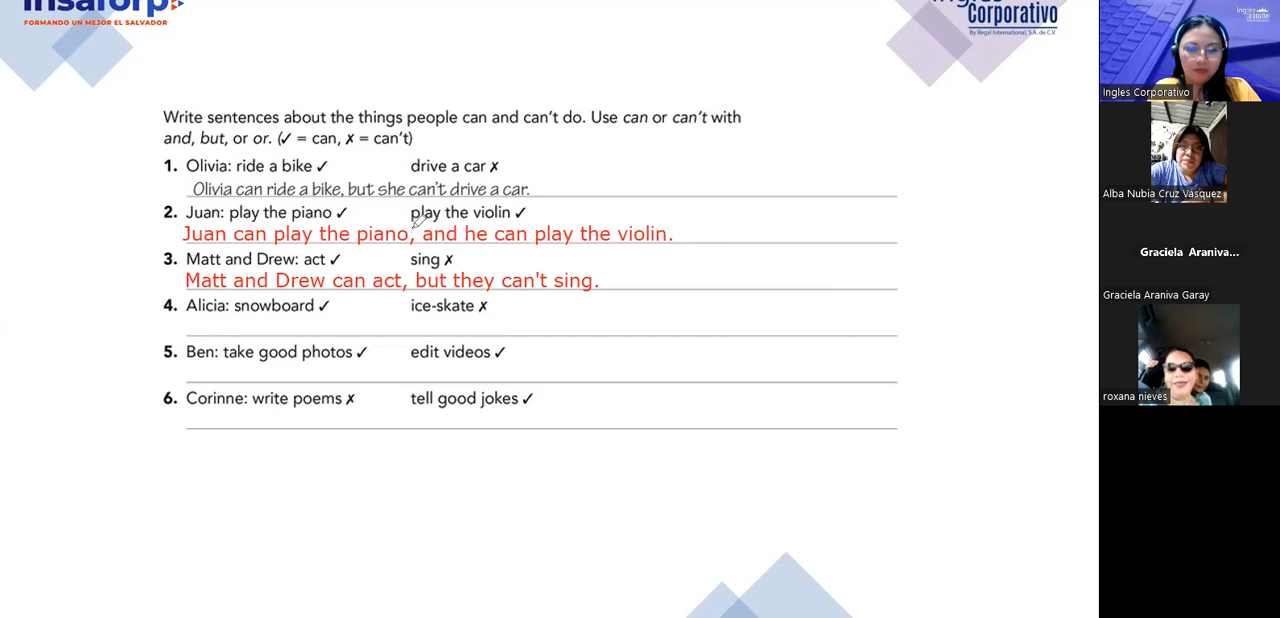 insaforp
FORMANDO UN MEJOR EL SALVADOR
Ingles
Corporativo
By Regal International, S.A. de C.V.
Write sentences about the things people can and can't do. Use can or can't with
and, but, or or. (✓ = can, ✗ = can't)
1. Olivia: ride a bike ✓ drive a car ✗
Olivia can ride a bike, but she can't drive a car.
2. Juan: play the piano ✓ play the violin ✓
Juan can play the piano, and he can play the violin.
3. Matt and Drew: act ✓ sing ✗
Matt and Drew can act, but they can't sing.
4. Alicia: snowboard ✓ ice-skate ✗
5. Ben: take good photos ✓ edit videos ✓
6. Corinne: write poems ✗ tell good jokes ✓
Ingles Corporativo
Alba Nubia Cruz Vásquez
Graciela Araniva...
Graciela Araniva Garay
roxana nieves